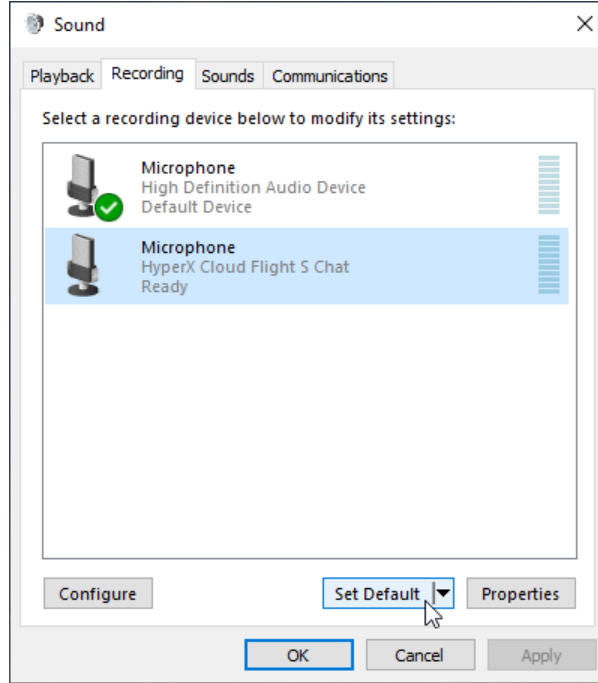 Sound
Playback Recording Sounds Communications
Select a recording device below to modify its settings:
Microphone
High Definition Audio Device
Default Device
Microphone
HyperX Cloud Flight S Chat
Ready
Configure Set Default Properties
OK Cancel Apply